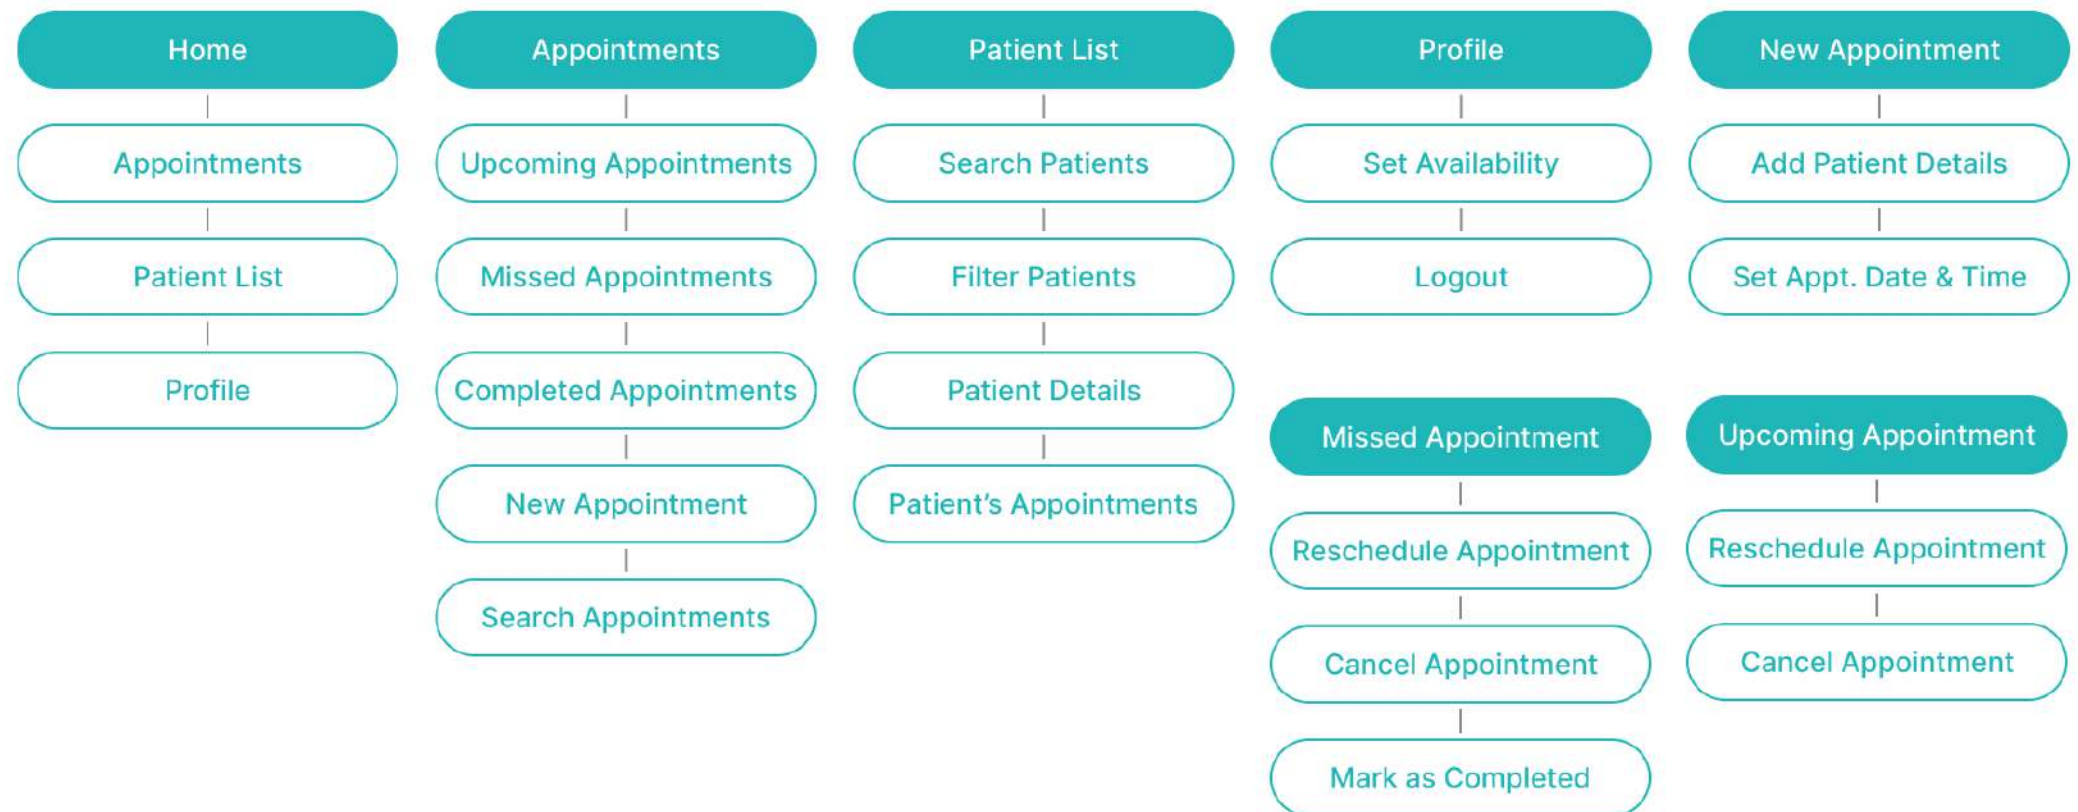 Home
Appointments
Patient List
Profile
Appointments
Upcoming Appointments
Missed Appointments
Completed Appointments
New Appointment
Search Appointments
Patient List
Search Patients
Filter Patients
Patient Details
Patient’s Appointments
Profile
Set Availability
Logout
New Appointment
Add Patient Details
Set Appt. Date & Time
Missed Appointment
Reschedule Appointment
Cancel Appointment
Mark as Completed
Upcoming Appointment
Reschedule Appointment
Cancel Appointment